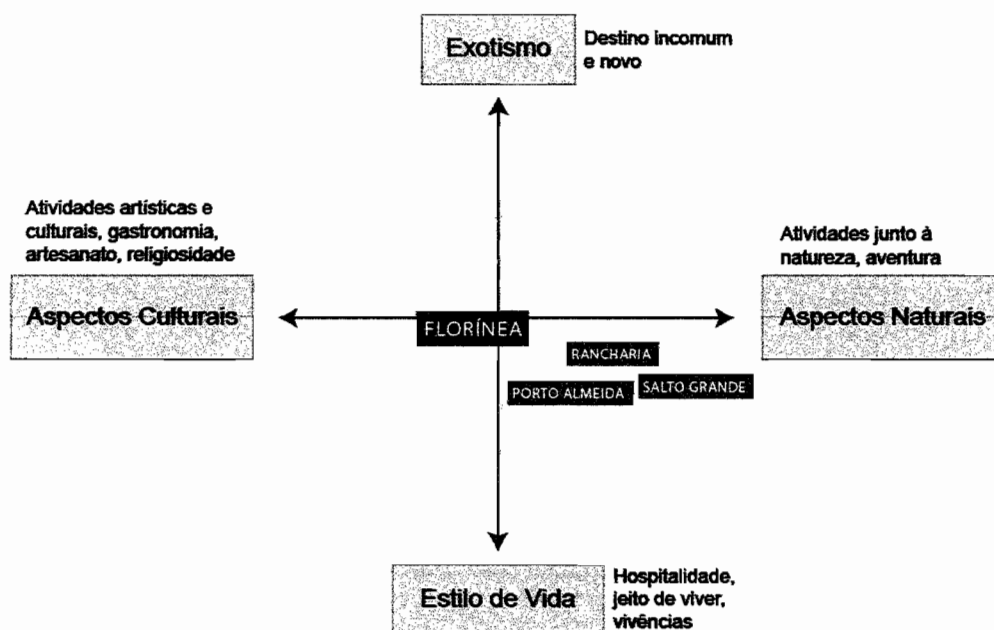 Exotismo
Destino incomum
e novo
Atividades artísticas e
culturais, gastronomia,
artesanato, religiosidade
Aspectos Culturais
Atividades junto à
natureza, aventura
Aspectos Naturais
FLORÍNEA
RANCHARIA
PORTO ALMEIDA
SALTO GRANDE
Estilo de Vida
Hospitalidade,
jeito de viver,
vivências